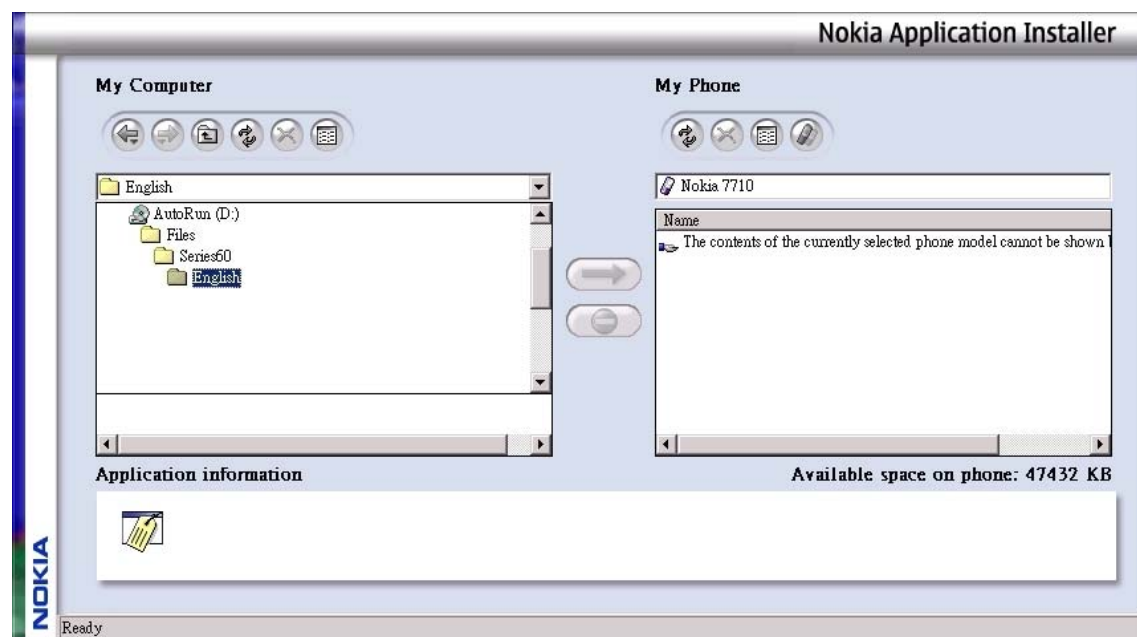 Nokia Application Installer
My Computer
My Phone
English
Nokia 7710
AutoRun (D:)
Files
Series60
English
Name
The contents of the currently selected phone model cannot be shown
Application information
Available space on phone: 47432 KB
NOKIA
Ready